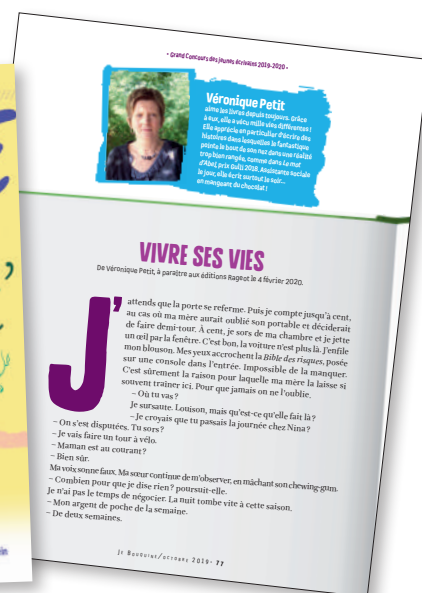 • Grand Concours des jeunes écrivains 2019-2020 •
Véronique Petit
aime les livres depuis toujours. Grâce
à eux, elle a vécu mille vies différentes !
Elle apprécie en particulier d'écrire des
histoires dans lesquelles le fantastique
pointe le bout de son nez dans une réalité
trop bien rangée, comme dans Le mat
d'Abel, prix Gulli 2018. Assistante sociale
le jour, elle écrit surtout le soir...
en mangeant du chocolat !
VIVRE SES VIES
De Véronique Petit, à paraître aux éditions Rageot le 4 février 2020.
J'attends que la porte se referme. Puis je compte jusqu'à cent,
au cas où ma mère aurait oublié son portable et déciderait
de faire demi-tour. À cent, je sors de ma chambre et je jette
un œil par la fenêtre. C'est bon, la voiture n'est plus là. J'enfile
mon blouson. Mes yeux accrochent la Bible des risques, posée
sur une console dans l'entrée. Impossible de la manquer.
C'est sûrement la raison pour laquelle ma mère la laisse si
souvent traîner ici. Pour que jamais on ne l'oublie.
– Où tu vas ?
Je sursaute. Louison, mais qu'est-ce qu'elle fait là ?
– Je croyais que tu passais la journée chez Nina ?
– On s'est disputées. Tu sors ?
– Je vais faire un tour à vélo.
– Maman est au courant ?
– Bien sûr.
Ma voix sonne faux. Ma sœur continue de m'observer, en mâchant son chewing-gum.
– Combien pour que je dise rien ? poursuit-elle.
Je n'ai pas le temps de négocier. La nuit tombe vite à cette saison.
– Mon argent de poche de la semaine.
– De deux semaines.
Je Bouquine/octobre 2019• 77